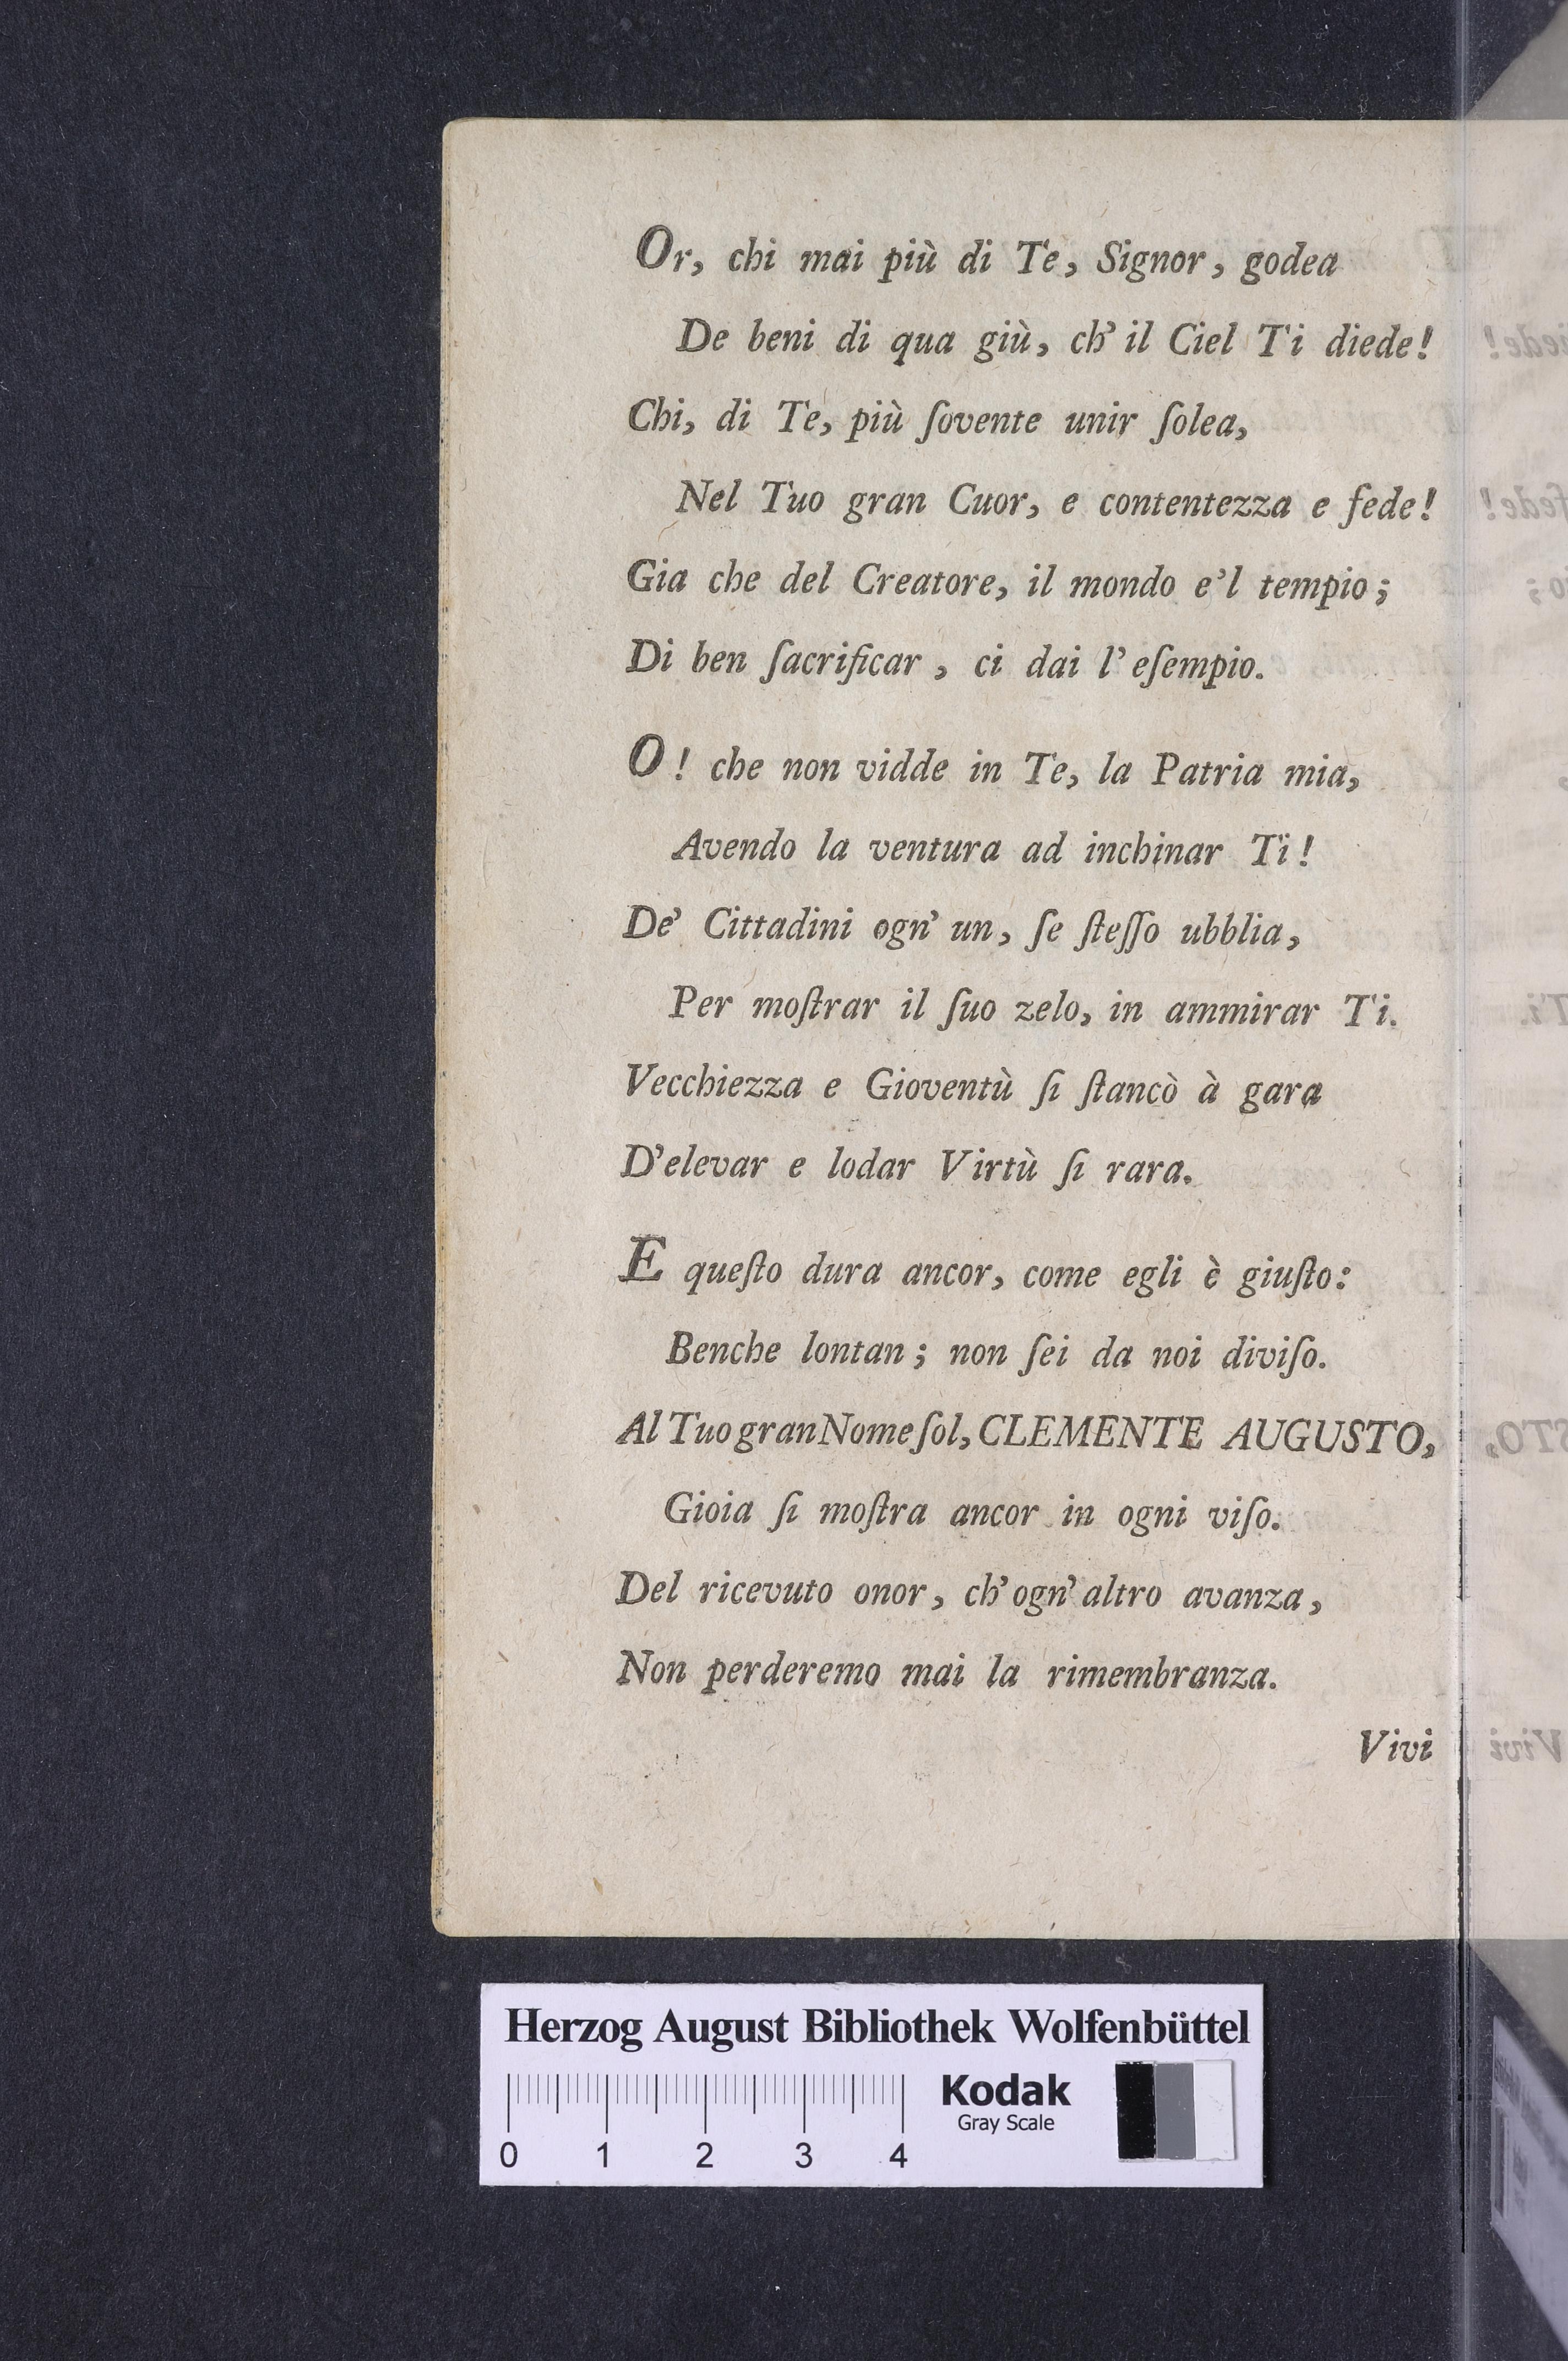 Or, chi mai più di Te, Signor, godea
De beni di qua giù, ch' il Ciel Ti diede!
Chi, di Te, più ſovente unir ſolea,
Nel Tuo gran Cuor, e contentezza e fede!
Gia che del Creatore, il mondo e'l tempio;
Di ben ſacrificar, ci dai l' eſempio.
O! che non vidde in Te, la Patria mia,
Avendo la ventura ad inchinar Ti!
De' Cittadini ogn' un, ſe ſteſſo ubblia,
Per moſtrar il ſuo zelo, in ammirar Ti.
Vecchiezza e Gioventù ſi ſtancò à gara
D'elevar e lodar Virtù ſi rara.
E queſto dura ancor, come egli è giuſto:
Benche lontan; non ſei da noi diviſo.
Al Tuo gran Nome ſol, CLEMENTE AUGUSTO,
Gioia ſi moſtra ancor in ogni viſo.
Del ricevuto onor, ch' ogn' altro avanza,
Non perderemo mai la rimembranza.
Vivi
Herzog August Bibliothek Wolfenbüttel
Kodak
Gray Scale
0 1 2 3 4